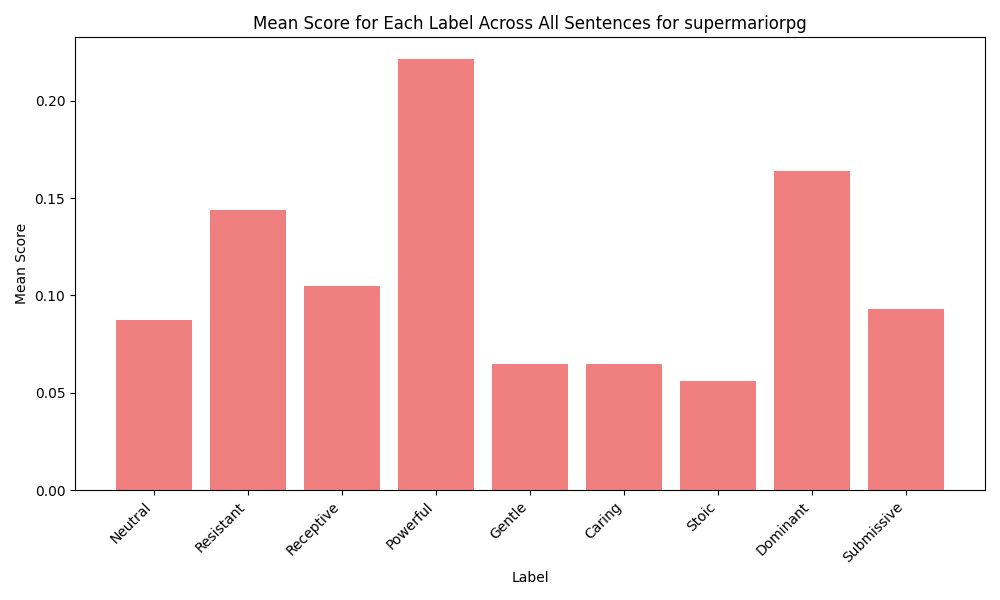 Mean Score for Each Label Across All Sentences for supermariorpg
Mean Score
0.20
0.15
0.10
0.05
0.00
Neutral
Resistant
Receptive
Powerful
Gentle
Caring
Stoic
Dominant
Submissive
Label